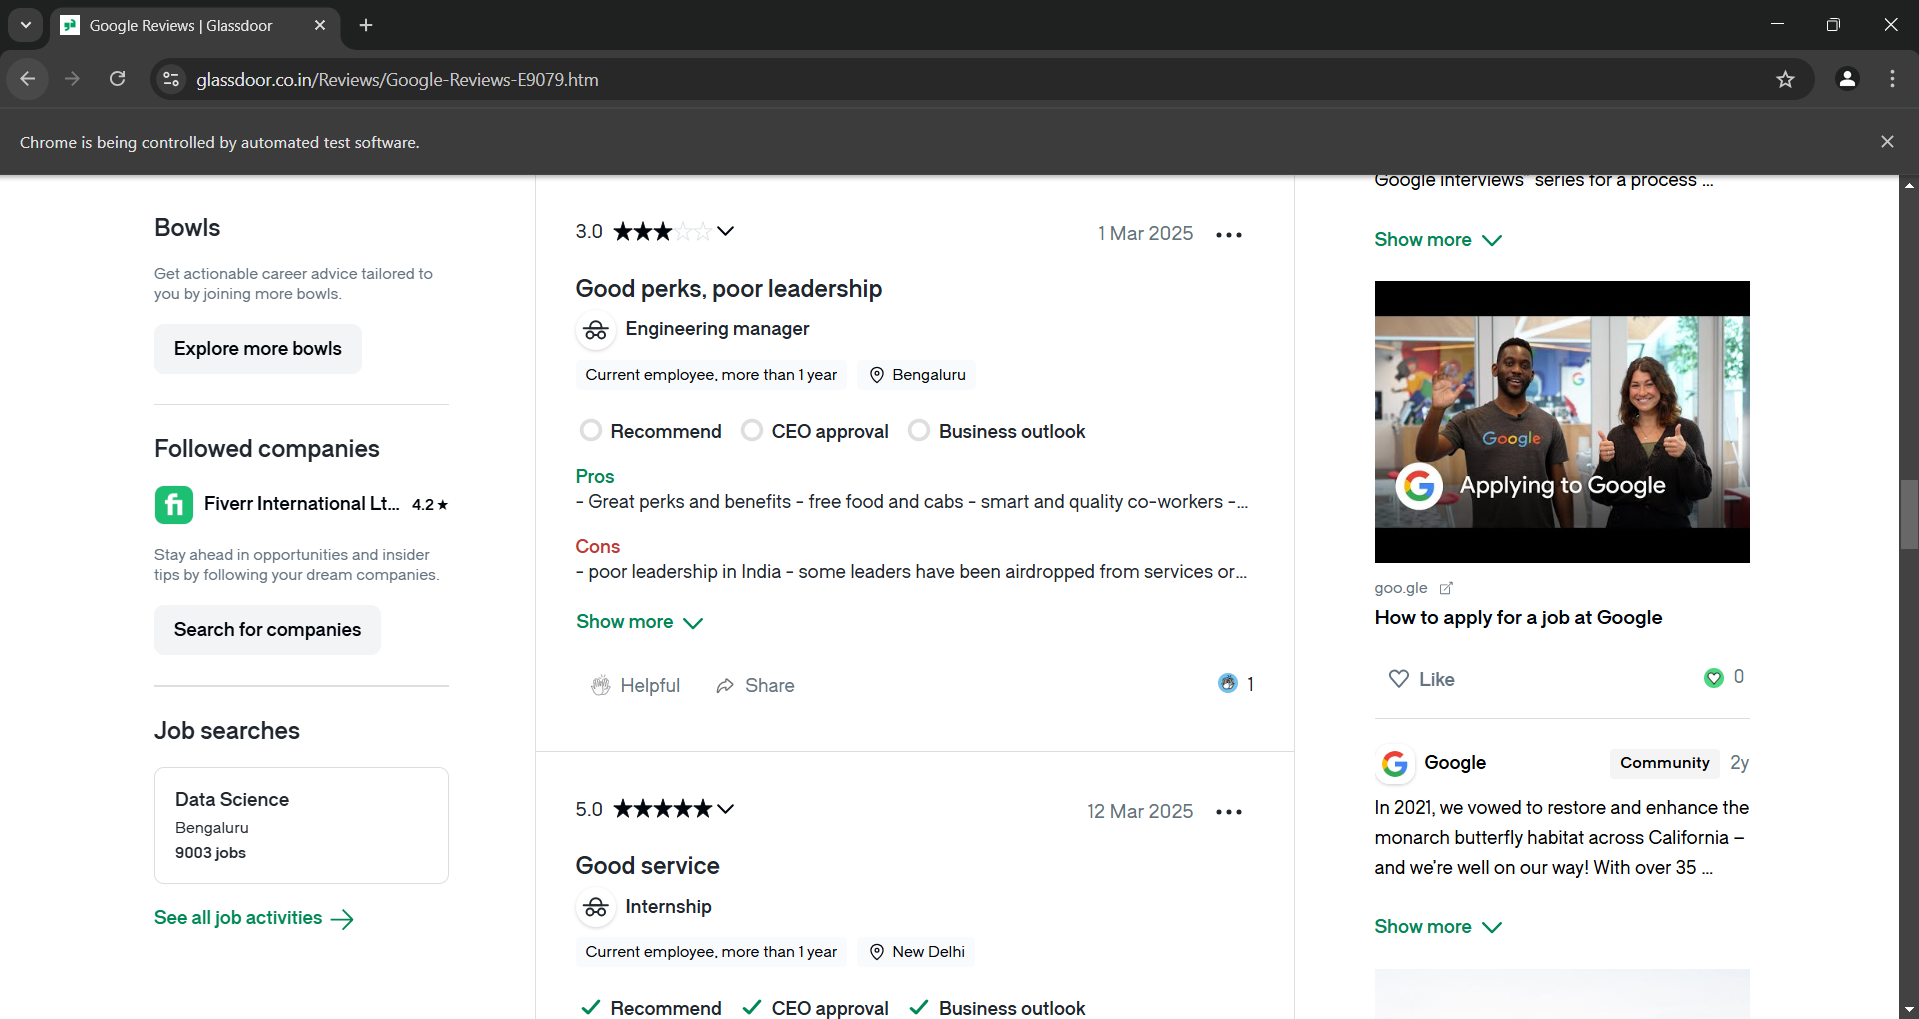 Google Reviews | Glassdoor
glassdoor.co.in/Reviews/Google-Reviews-E9079.htm
Chrome is being controlled by automated test software.
Bowls
Get actionable career advice tailored to
you by joining more bowls.
Explore more bowls
Followed companies
Fiverr International Lt... 4.2★
Stay ahead in opportunities and insider
tips by following your dream companies.
Search for companies
Job searches
Data Science
Bengaluru
9003 jobs
See all job activities
3.0 1 Mar 2025
Good perks, poor leadership
Engineering manager
Current employee, more than 1 year Bengaluru
Recommend CEO approval Business outlook
Pros
- Great perks and benefits - free food and cabs - smart and quality co-workers -...
Cons
- poor leadership in India - some leaders have been airdropped from services or...
Show more
Helpful Share 1
5.0 12 Mar 2025
Good service
Internship
Current employee, more than 1 year New Delhi
Recommend CEO approval Business outlook
Google interviews" series for a process ...
Show more
Google
Applying to Google
goo.gle
How to apply for a job at Google
Like 0
Google Community 2y
In 2021, we vowed to restore and enhance the
monarch butterfly habitat across California –
and we're well on our way! With over 35 ...
Show more